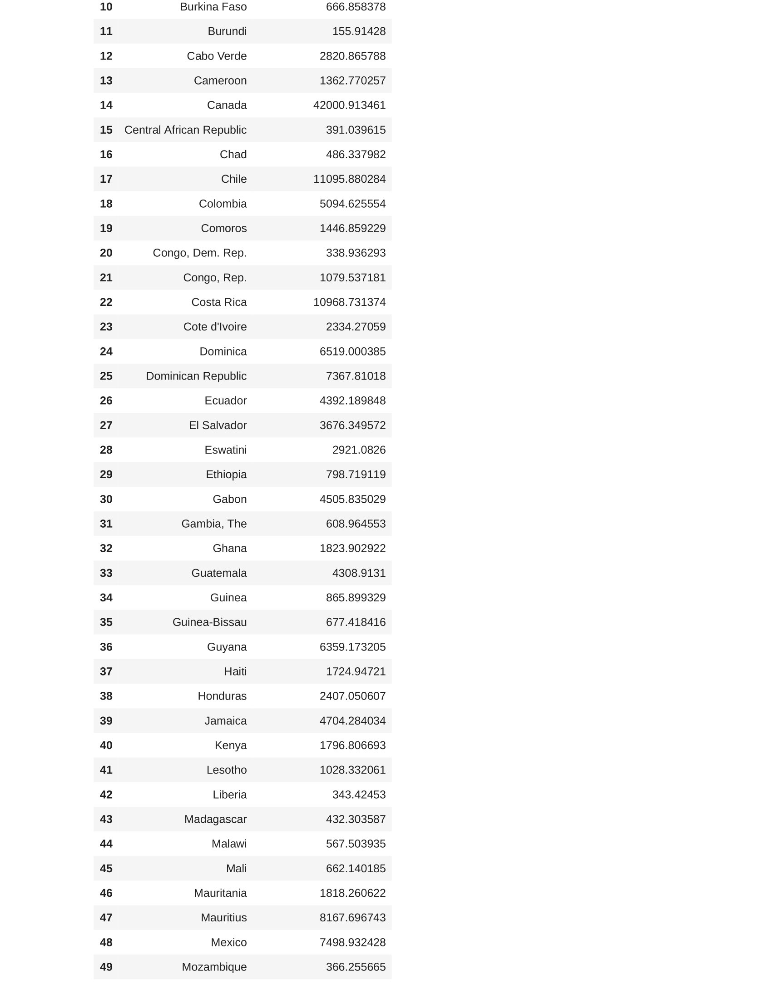 10 Burkina Faso 666.858378
11 Burundi 155.91428
12 Cabo Verde 2820.865788
13 Cameroon 1362.770257
14 Canada 42000.913461
15 Central African Republic 391.039615
16 Chad 486.337982
17 Chile 11095.880284
18 Colombia 5094.625554
19 Comoros 1446.859229
20 Congo, Dem. Rep. 338.936293
21 Congo, Rep. 1079.537181
22 Costa Rica 10968.731374
23 Cote d'Ivoire 2334.27059
24 Dominica 6519.000385
25 Dominican Republic 7367.81018
26 Ecuador 4392.189848
27 El Salvador 3676.349572
28 Eswatini 2921.0826
29 Ethiopia 798.719119
30 Gabon 4505.835029
31 Gambia, The 608.964553
32 Ghana 1823.902922
33 Guatemala 4308.9131
34 Guinea 865.899329
35 Guinea-Bissau 677.418416
36 Guyana 6359.173205
37 Haiti 1724.94721
38 Honduras 2407.050607
39 Jamaica 4704.284034
40 Kenya 1796.806693
41 Lesotho 1028.332061
42 Liberia 343.42453
43 Madagascar 432.303587
44 Malawi 567.503935
45 Mali 662.140185
46 Mauritania 1818.260622
47 Mauritius 8167.696743
48 Mexico 7498.932428
49 Mozambique 366.255665